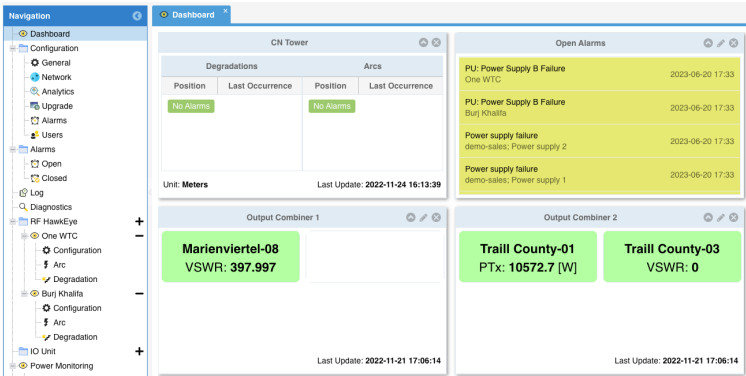 Navigation
Dashboard
Configuration
General
Network
Analytics
Upgrade
Alarms
Users
Alarms
Open
Closed
Log
Diagnostics
RF HawkEye
One WTC
Configuration
Arc
Degradation
Burj Khalifa
Configuration
Arc
Degradation
IO Unit
Power Monitoring
Dashboard
CN Tower
Degradations Arcs
Position Last Occurrence Position Last Occurrence
No Alarms No Alarms
Unit: Meters Last Update: 2022-11-24 16:13:39
Open Alarms
PU: Power Supply B Failure
One WTC 2023-06-20 17:33
PU: Power Supply B Failure
Burj Khalifa 2023-06-20 17:33
Power supply failure
demo-sales; Power supply 2 2023-06-20 17:33
Power supply failure
demo-sales; Power supply 1 2023-06-20 17:33
Output Combiner 1
Marienviertel-08
VSWR: 397.997
Last Update: 2022-11-21 17:06:14
Output Combiner 2
Traill County-01 Traill County-03
PTx: 10572.7 [W] VSWR: 0
Last Update: 2022-11-21 17:06:14